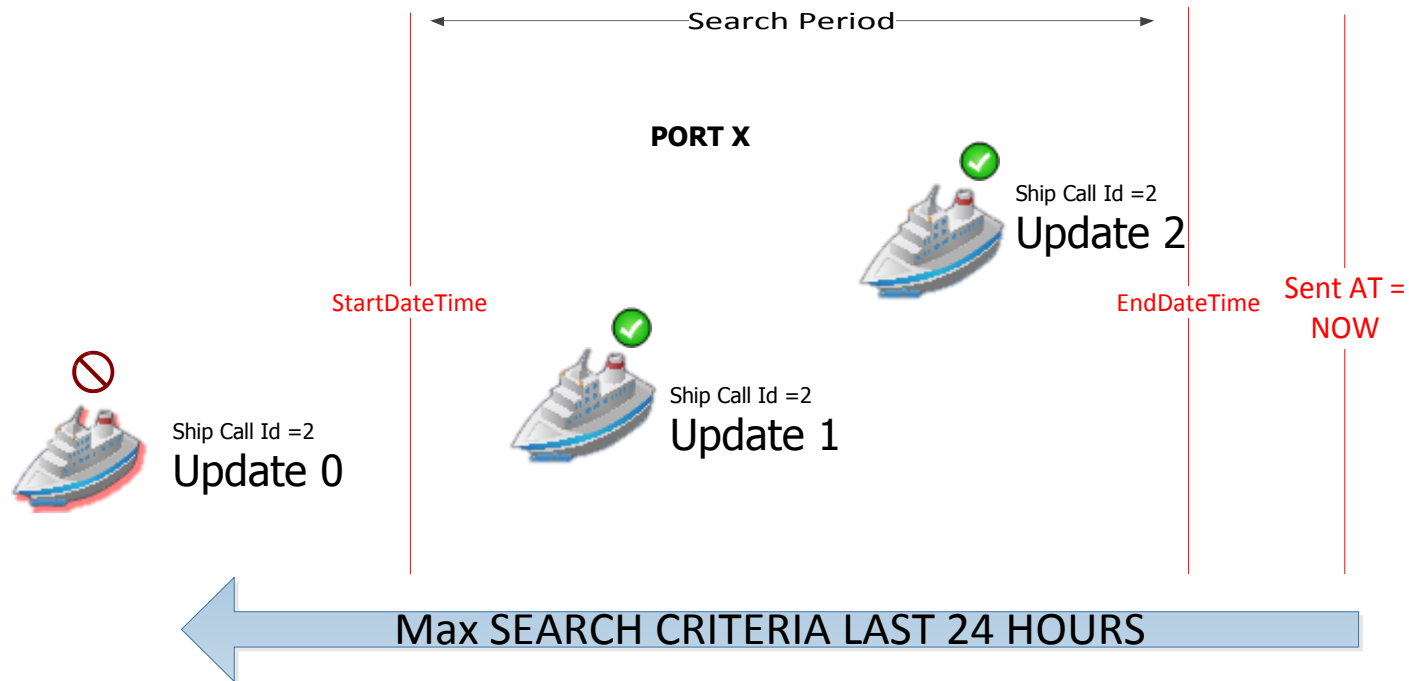 Search Period
PORT X
Ship Call Id =2
Update 2
StartDateTime
EndDateTime
Sent AT =
NOW
Ship Call Id =2
Update 1
Ship Call Id =2
Update 0
Max SEARCH CRITERIA LAST 24 HOURS